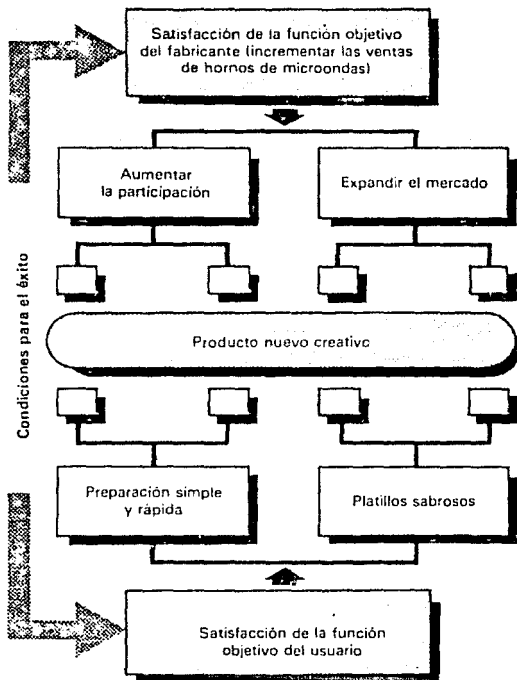 Satisfacción de la función objetivo
del fabricante (incrementar las ventas
de hornos de microondas)
Aumentar
la participación
Expandir el mercado
Condiciones para el éxito
Producto nuevo creativo
Preparación simple
y rápida
Platillos sabrosos
Satisfacción de la función
objetivo del usuario